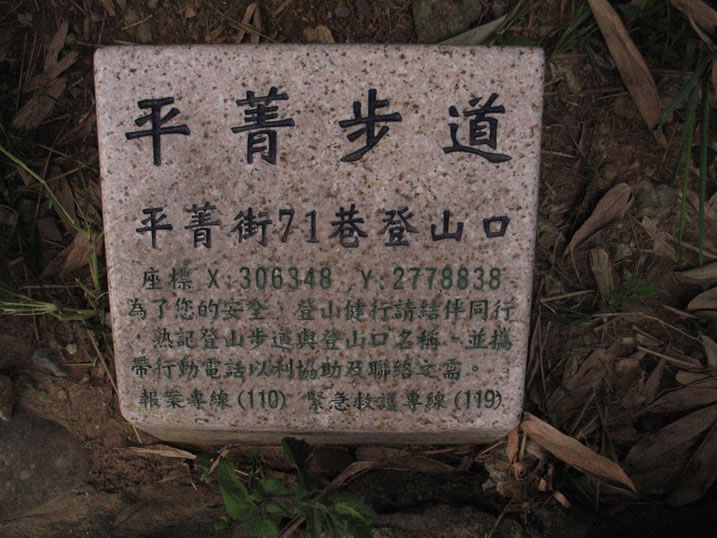 平菁步道
平菁街71巷登山口
座標 X:306348 Y:2778838
為了您的安全，登山健行請結伴同行
，熟記登山步道與登山口名稱，並攜
帶行動電話以利協助及聯絡之需。
報案專線(110) 緊急救護專線(119)